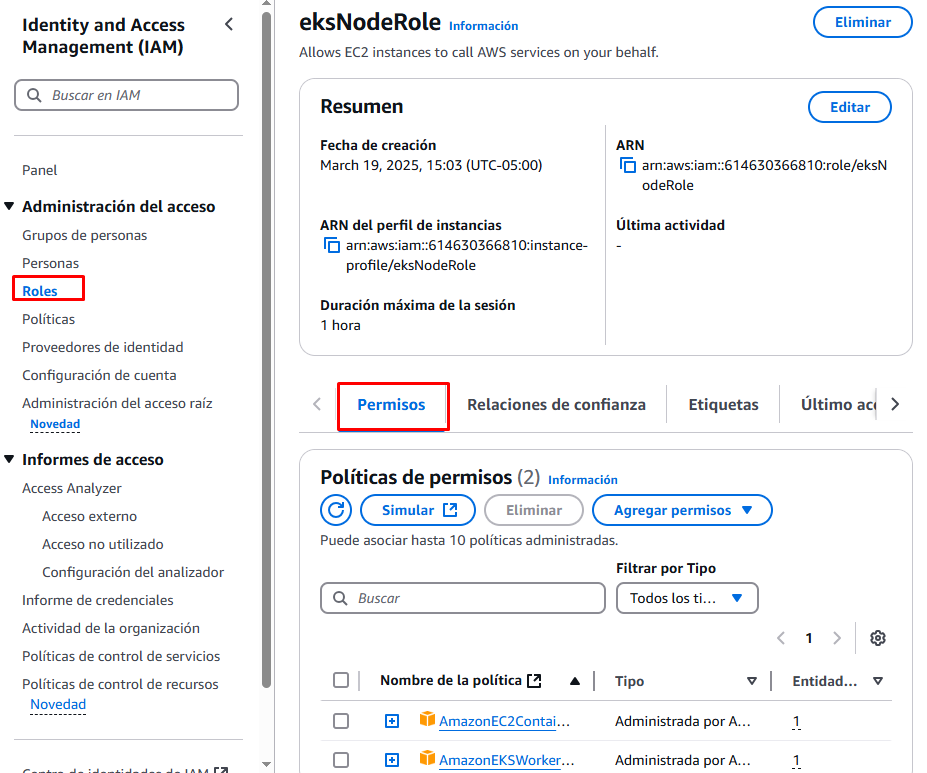 Identity and Access
Management (IAM)
Buscar en IAM
Panel
Administración del acceso
Grupos de personas
Personas
Roles
Políticas
Proveedores de identidad
Configuración de cuenta
Administración del acceso raíz
Novedad
Informes de acceso
Access Analyzer
Acceso externo
Acceso no utilizado
Configuración del analizador
Informe de credenciales
Actividad de la organización
Políticas de control de servicios
Políticas de control de recursos
Novedad
Centro de identidades de IAM
eksNodeRole Información
Eliminar
Allows EC2 instances to call AWS services on your behalf.
Resumen
Editar
Fecha de creación
March 19, 2025, 15:03 (UTC-05:00)
ARN
arn:aws:iam::614630366810:role/eksN
odeRole
ARN del perfil de instancias
arn:aws:iam::614630366810:instance-
profile/eksNodeRole
Última actividad
-
Duración máxima de la sesión
1 hora
Permisos Relaciones de confianza Etiquetas Último acc
Políticas de permisos (2) Información
Simular Eliminar Agregar permisos
Puede asociar hasta 10 políticas administradas.
Filtrar por Tipo
Buscar Todos los ti...
1
Nombre de la política Tipo Entidad...
AmazonEC2Contai... Administrada por A... 1
AmazonEKSWorker... Administrada por A... 1